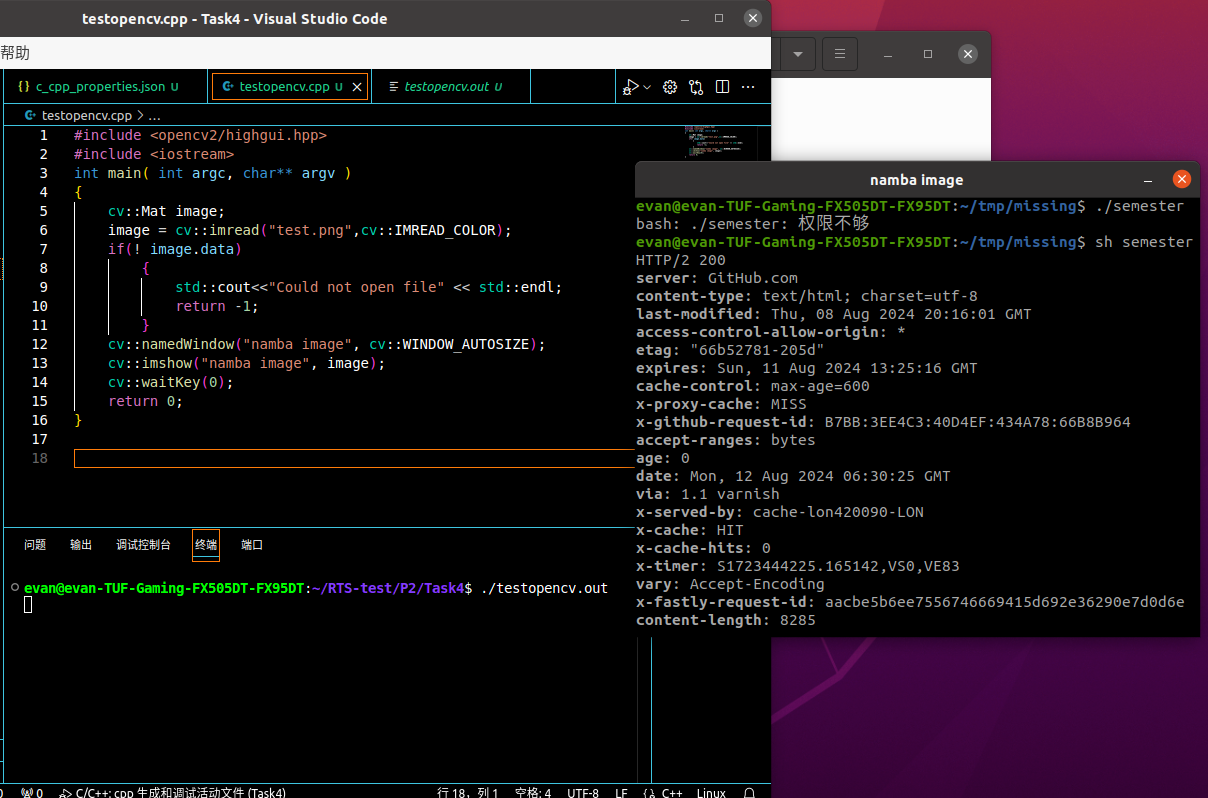 testopencv.cpp - Task4 - Visual Studio Code
帮助
c_cpp_properties.json U
testopencv.cpp U
testopencv.out U
testopencv.cpp > ...
1 #include <opencv2/highgui.hpp>
2 #include <iostream>
3 int main( int argc, char** argv )
4 {
5 cv::Mat image;
6 image = cv::imread("test.png",cv::IMREAD_COLOR);
7 if(! image.data)
8 {
9 std::cout<<"Could not open file" << std::endl;
10 return -1;
11 }
12 cv::namedWindow("namba image", cv::WINDOW_AUTOSIZE);
13 cv::imshow("namba image", image);
14 cv::waitKey(0);
15 return 0;
16 }
17
18
问题 输出 调试控制台 终端 端口
evan@evan-TUF-Gaming-FX505DT-FX95DT:~/RTS-test/P2/Task4$ ./testopencv.out
0 0 C/C++: cpp 生成和调试活动文件 (Task4) 行 18，列 1 空格: 4 UTF-8 LF {} C++ Linux
namba image
evan@evan-TUF-Gaming-FX505DT-FX95DT:~/tmp/missing$ ./semester
bash: ./semester: 权限不够
evan@evan-TUF-Gaming-FX505DT-FX95DT:~/tmp/missing$ sh semester
HTTP/2 200
server: GitHub.com
content-type: text/html; charset=utf-8
last-modified: Thu, 08 Aug 2024 20:16:01 GMT
access-control-allow-origin: *
etag: "66b52781-205d"
expires: Sun, 11 Aug 2024 13:25:16 GMT
cache-control: max-age=600
x-proxy-cache: MISS
x-github-request-id: B7BB:3EE4C3:40D4EF:434A78:66B8B964
accept-ranges: bytes
age: 0
date: Mon, 12 Aug 2024 06:30:25 GMT
via: 1.1 varnish
x-served-by: cache-lon420090-LON
x-cache: HIT
x-cache-hits: 0
x-timer: S1723444225.165142,VS0,VE83
vary: Accept-Encoding
x-fastly-request-id: aacbe5b6ee7556746669415d692e36290e7d0d6e
content-length: 8285